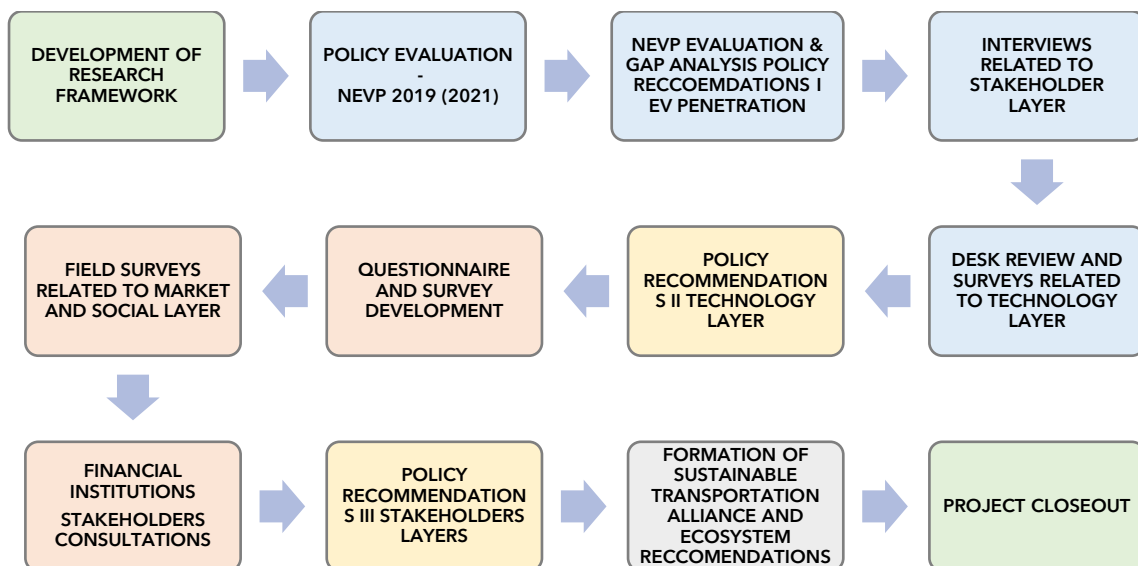 DEVELOPMENT OF
RESEARCH
FRAMEWORK
POLICY EVALUATION
-
NEVP 2019 (2021)
NEVP EVALUATION &
GAP ANALYSIS POLICY
RECCOEMDATIONS I
EV PENETRATION
INTERVIEWS
RELATED TO
STAKEHOLDER
LAYER
FIELD SURVEYS
RELATED TO MARKET
AND SOCIAL LAYER
QUESTIONNAIRE
AND SURVEY
DEVELOPMENT
POLICY
RECOMMENDATION
S II TECHNOLOGY
LAYER
DESK REVIEW AND
SURVEYS RELATED
TO TECHNOLOGY
LAYER
FINANCIAL
INSTITUTIONS
STAKEHOLDERS
CONSULTATIONS
POLICY
RECOMMENDATION
S III STAKEHOLDERS
LAYERS
FORMATION OF
SUSTAINABLE
TRANSPORTATION
ALLIANCE AND
ECOSYSTEM
RECCOMENDATIONS
PROJECT CLOSEOUT